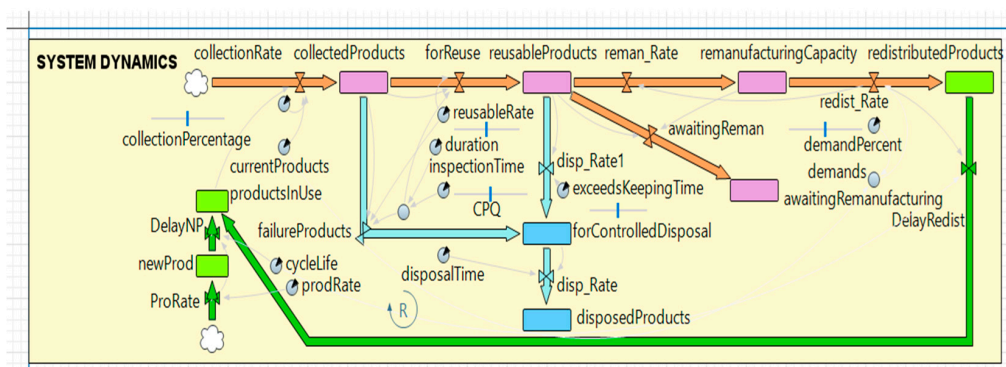 SYSTEM DYNAMICS
collectionRate
collectedProducts
forReuse
reusableProducts
reman_Rate
remanufacturingCapacity
redistributedProducts
collectionPercentage
currentProducts
reusableRate
duration
inspectionTime
CPQ
awaitingReman
redist_Rate
demandPercent
demands
disp_Rate1
exceedsKeepingTime
awaitingRemanufacturing
DelayRedist
productsInUse
DelayNP
failureProducts
forControlledDisposal
newProd
cycleLife
prodRate
disposalTime
ProRate
R
disp_Rate
disposedProducts